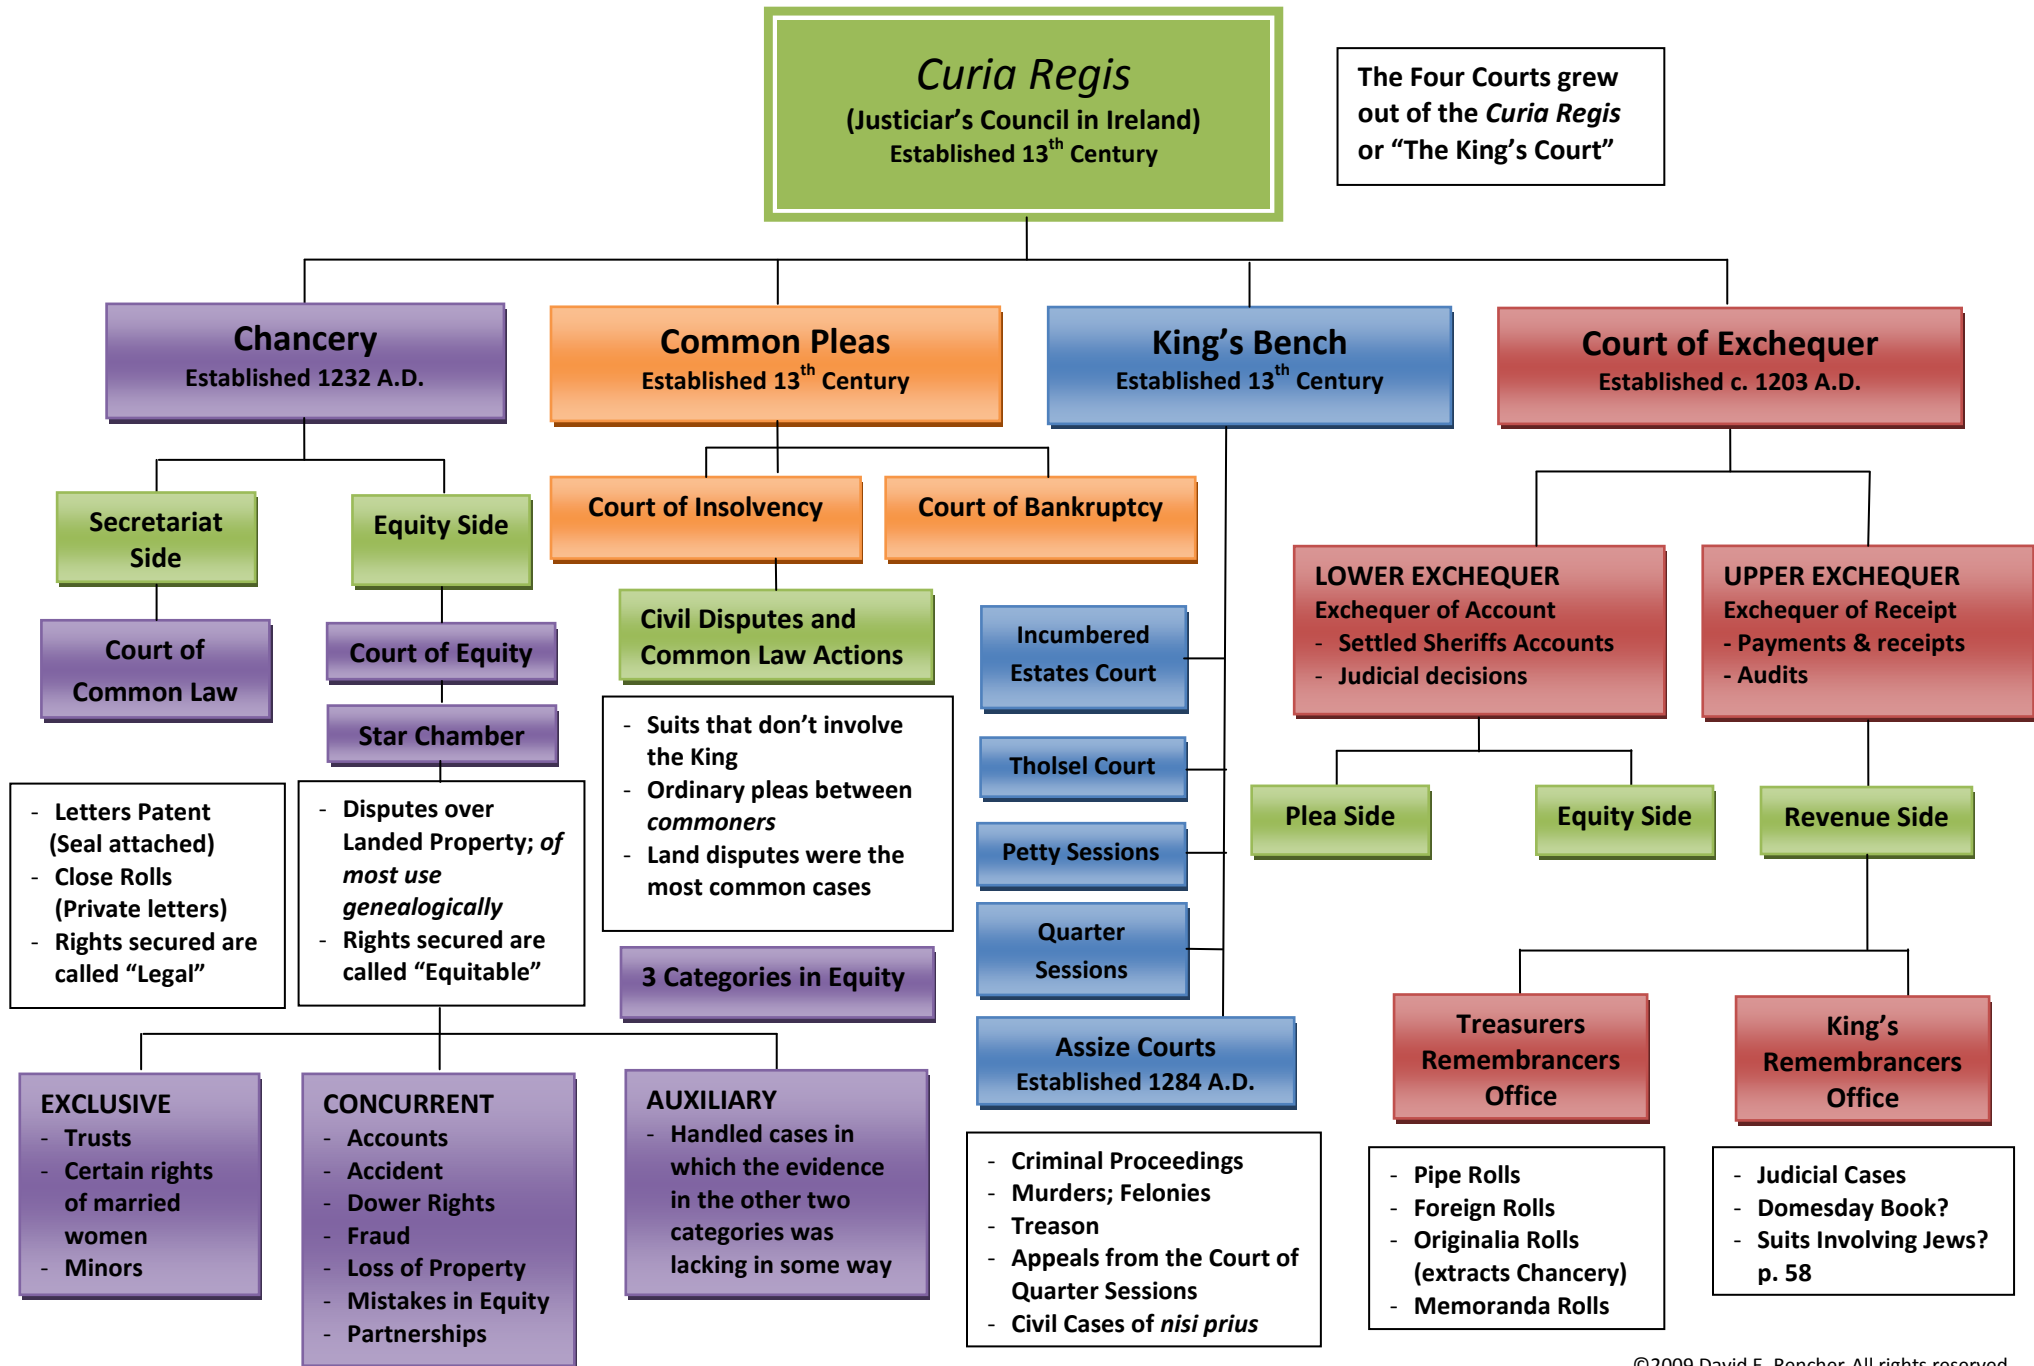 Curia Regis
(Justiciar’s Council in Ireland)
Established 13th Century
The Four Courts grew
out of the Curia Regis
or “The King’s Court”
Chancery
Established 1232 A.D.
Common Pleas
Established 13th Century
King’s Bench
Established 13th Century
Court of Exchequer
Established c. 1203 A.D.
Secretariat
Side
Equity Side
Court of Insolvency
Court of Bankruptcy
Court of
Common Law
Court of Equity
Star Chamber
Civil Disputes and
Common Law Actions
- Suits that don’t involve
the King
- Ordinary pleas between
commoners
- Land disputes were the
most common cases
- Letters Patent
(Seal attached)
- Close Rolls
(Private letters)
- Rights secured are
called “Legal”
- Disputes over
Landed Property; of
most use
genealogically
- Rights secured are
called “Equitable”
3 Categories in Equity
EXCLUSIVE
- Trusts
- Certain rights
of married
women
- Minors
CONCURRENT
- Accounts
- Accident
- Dower Rights
- Fraud
- Loss of Property
- Mistakes in Equity
- Partnerships
AUXILIARY
- Handled cases in
which the evidence
in the other two
categories was
lacking in some way
Incumbered
Estates Court
Tholsel Court
Petty Sessions
Quarter
Sessions
Assize Courts
Established 1284 A.D.
- Criminal Proceedings
- Murders; Felonies
- Treason
- Appeals from the Court of
Quarter Sessions
- Civil Cases of nisi prius
LOWER EXCHEQUER
Exchequer of Account
- Settled Sheriffs Accounts
- Judicial decisions
UPPER EXCHEQUER
Exchequer of Receipt
- Payments & receipts
- Audits
Plea Side
Equity Side
Revenue Side
Treasurers
Remembrancers
Office
King’s
Remembrancers
Office
- Pipe Rolls
- Foreign Rolls
- Originalia Rolls
(extracts Chancery)
- Memoranda Rolls
- Judicial Cases
- Domesday Book?
- Suits Involving Jews?
p. 58
©2009 David E. Rencher. All rights reserved